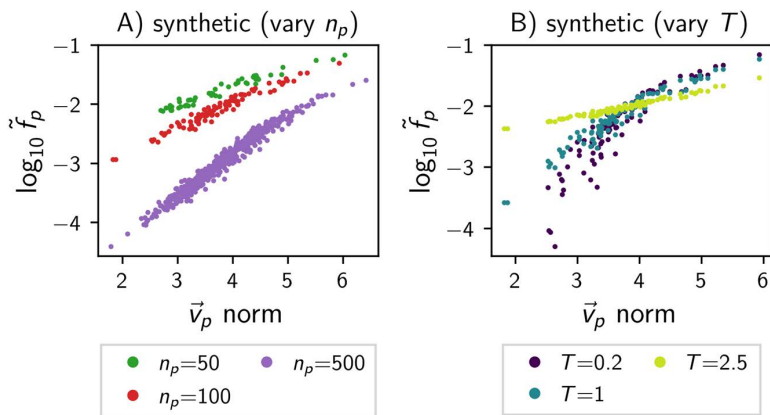 A) synthetic (vary n_p)
−1
−2
−3
−4
log₁₀ f̃_p
2 3 4 5 6
v⃗_p norm
n_p=50 n_p=500
n_p=100
B) synthetic (vary T)
−1
−2
−3
−4
log₁₀ f̃_p
2 3 4 5 6
v⃗_p norm
T=0.2 T=2.5
T=1